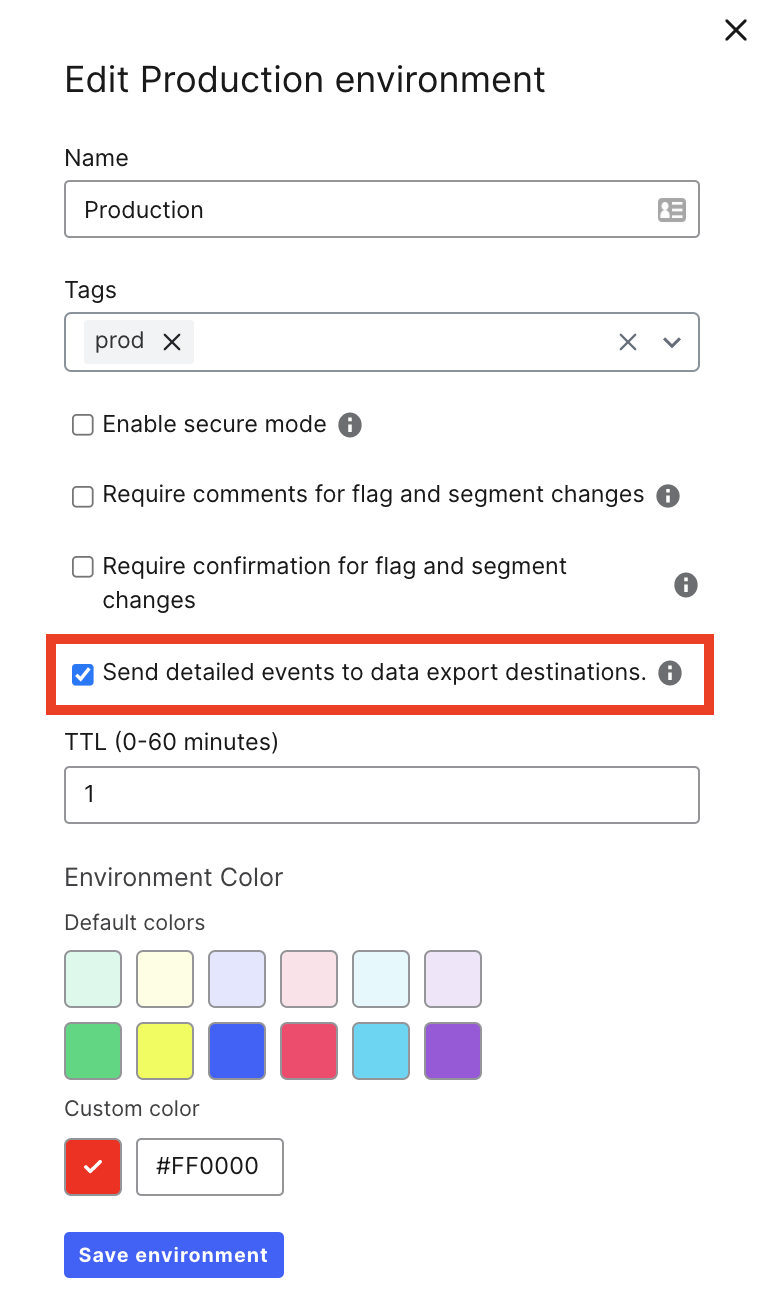 Edit Production environment
Name
Production
Tags
prod
Enable secure mode
Require comments for flag and segment changes
Require confirmation for flag and segment
changes
Send detailed events to data export destinations.
TTL (0-60 minutes)
1
Environment Color
Default colors
Custom color
#FF0000
Save environment